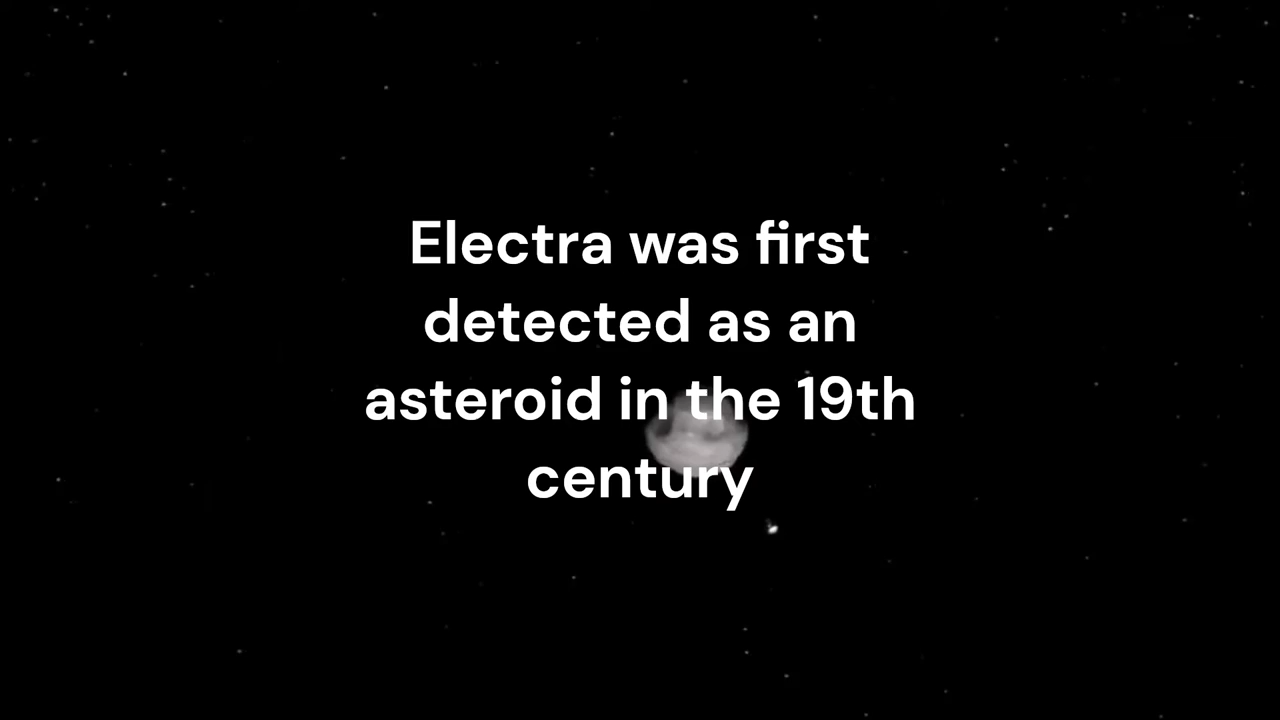 Electra was first
detected as an
asteroid in the 19th
century